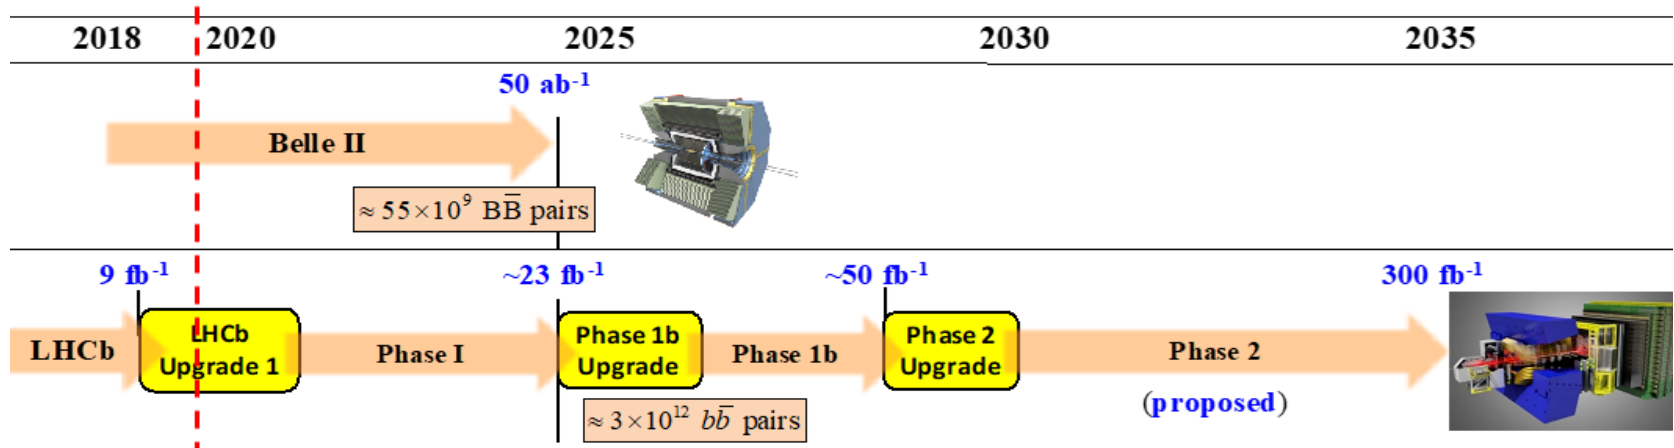 2018 2020 2025 2030 2035
50 ab⁻¹
Belle II
≈ 55×10⁹ BB̅ pairs
9 fb⁻¹ ~23 fb⁻¹ ~50 fb⁻¹ 300 fb⁻¹
LHCb
LHCb
Upgrade 1
Phase I
Phase 1b
Upgrade
Phase 1b
Phase 2
Upgrade
Phase 2
(proposed)
≈ 3×10¹² bb̅ pairs